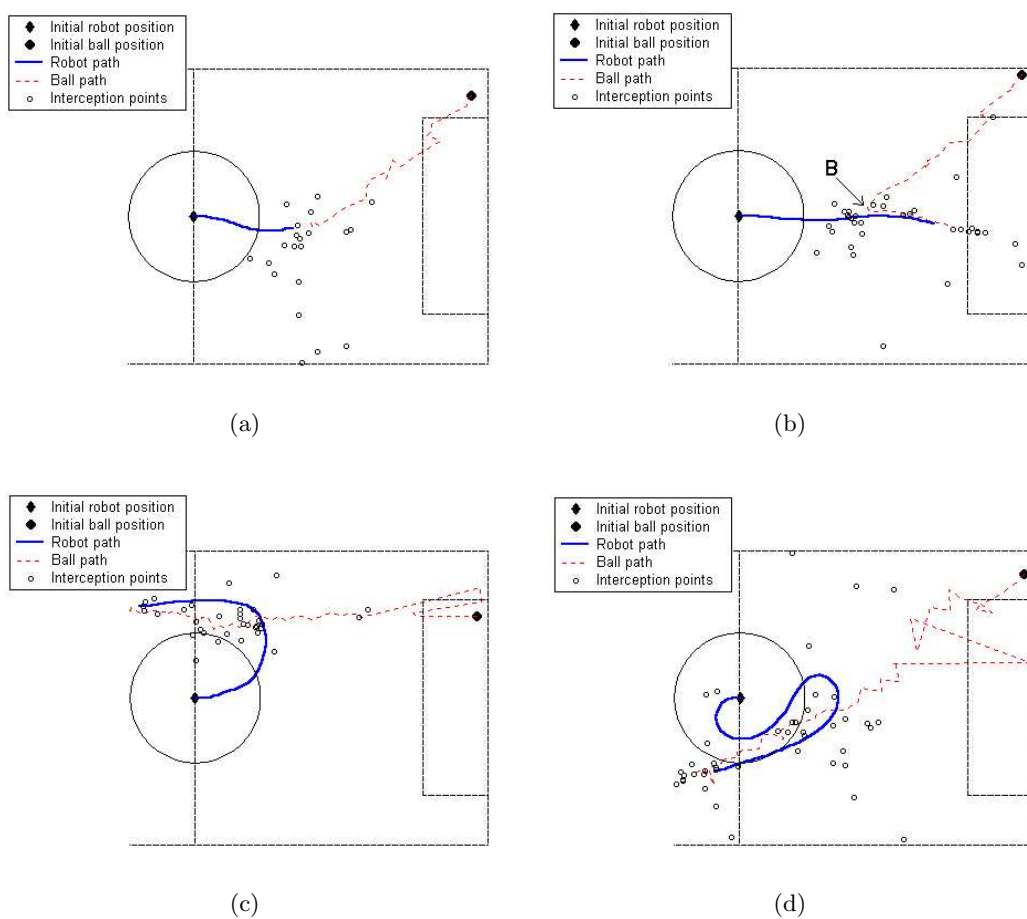 Initial robot position
Initial ball position
Robot path
Ball path
Interception points
(a)
Initial robot position
Initial ball position
Robot path
Ball path
Interception points
B
(b)
Initial robot position
Initial ball position
Robot path
Ball path
Interception points
(c)
Initial robot position
Initial ball position
Robot path
Ball path
Interception points
(d)